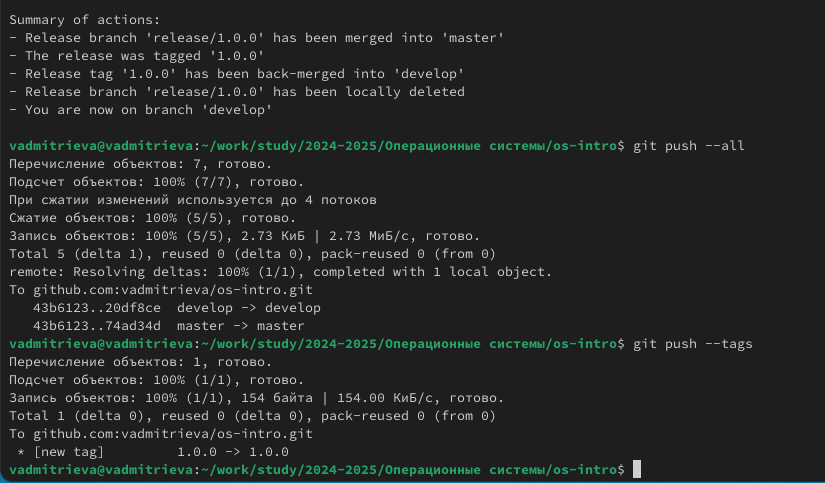 Summary of actions:
- Release branch 'release/1.0.0' has been merged into 'master'
- The release was tagged '1.0.0'
- Release tag '1.0.0' has been back-merged into 'develop'
- Release branch 'release/1.0.0' has been locally deleted
- You are now on branch 'develop'
vadmitrieva@vadmitrieva:~/work/study/2024-2025/Операционные системы/os-intro$ git push --all
Перечисление объектов: 7, готово.
Подсчет объектов: 100% (7/7), готово.
При сжатии изменений используется до 4 потоков
Сжатие объектов: 100% (5/5), готово.
Запись объектов: 100% (5/5), 2.73 КиБ | 2.73 МиБ/с, готово.
Total 5 (delta 1), reused 0 (delta 0), pack-reused 0 (from 0)
remote: Resolving deltas: 100% (1/1), completed with 1 local object.
To github.com:vadmitrieva/os-intro.git
   43b6123..20df8ce  develop -> develop
   43b6123..74ad34d  master -> master
vadmitrieva@vadmitrieva:~/work/study/2024-2025/Операционные системы/os-intro$ git push --tags
Перечисление объектов: 1, готово.
Подсчет объектов: 100% (1/1), готово.
Запись объектов: 100% (1/1), 154 байта | 154.00 КиБ/с, готово.
Total 1 (delta 0), reused 0 (delta 0), pack-reused 0 (from 0)
To github.com:vadmitrieva/os-intro.git
 * [new tag]         1.0.0 -> 1.0.0
vadmitrieva@vadmitrieva:~/work/study/2024-2025/Операционные системы/os-intro$